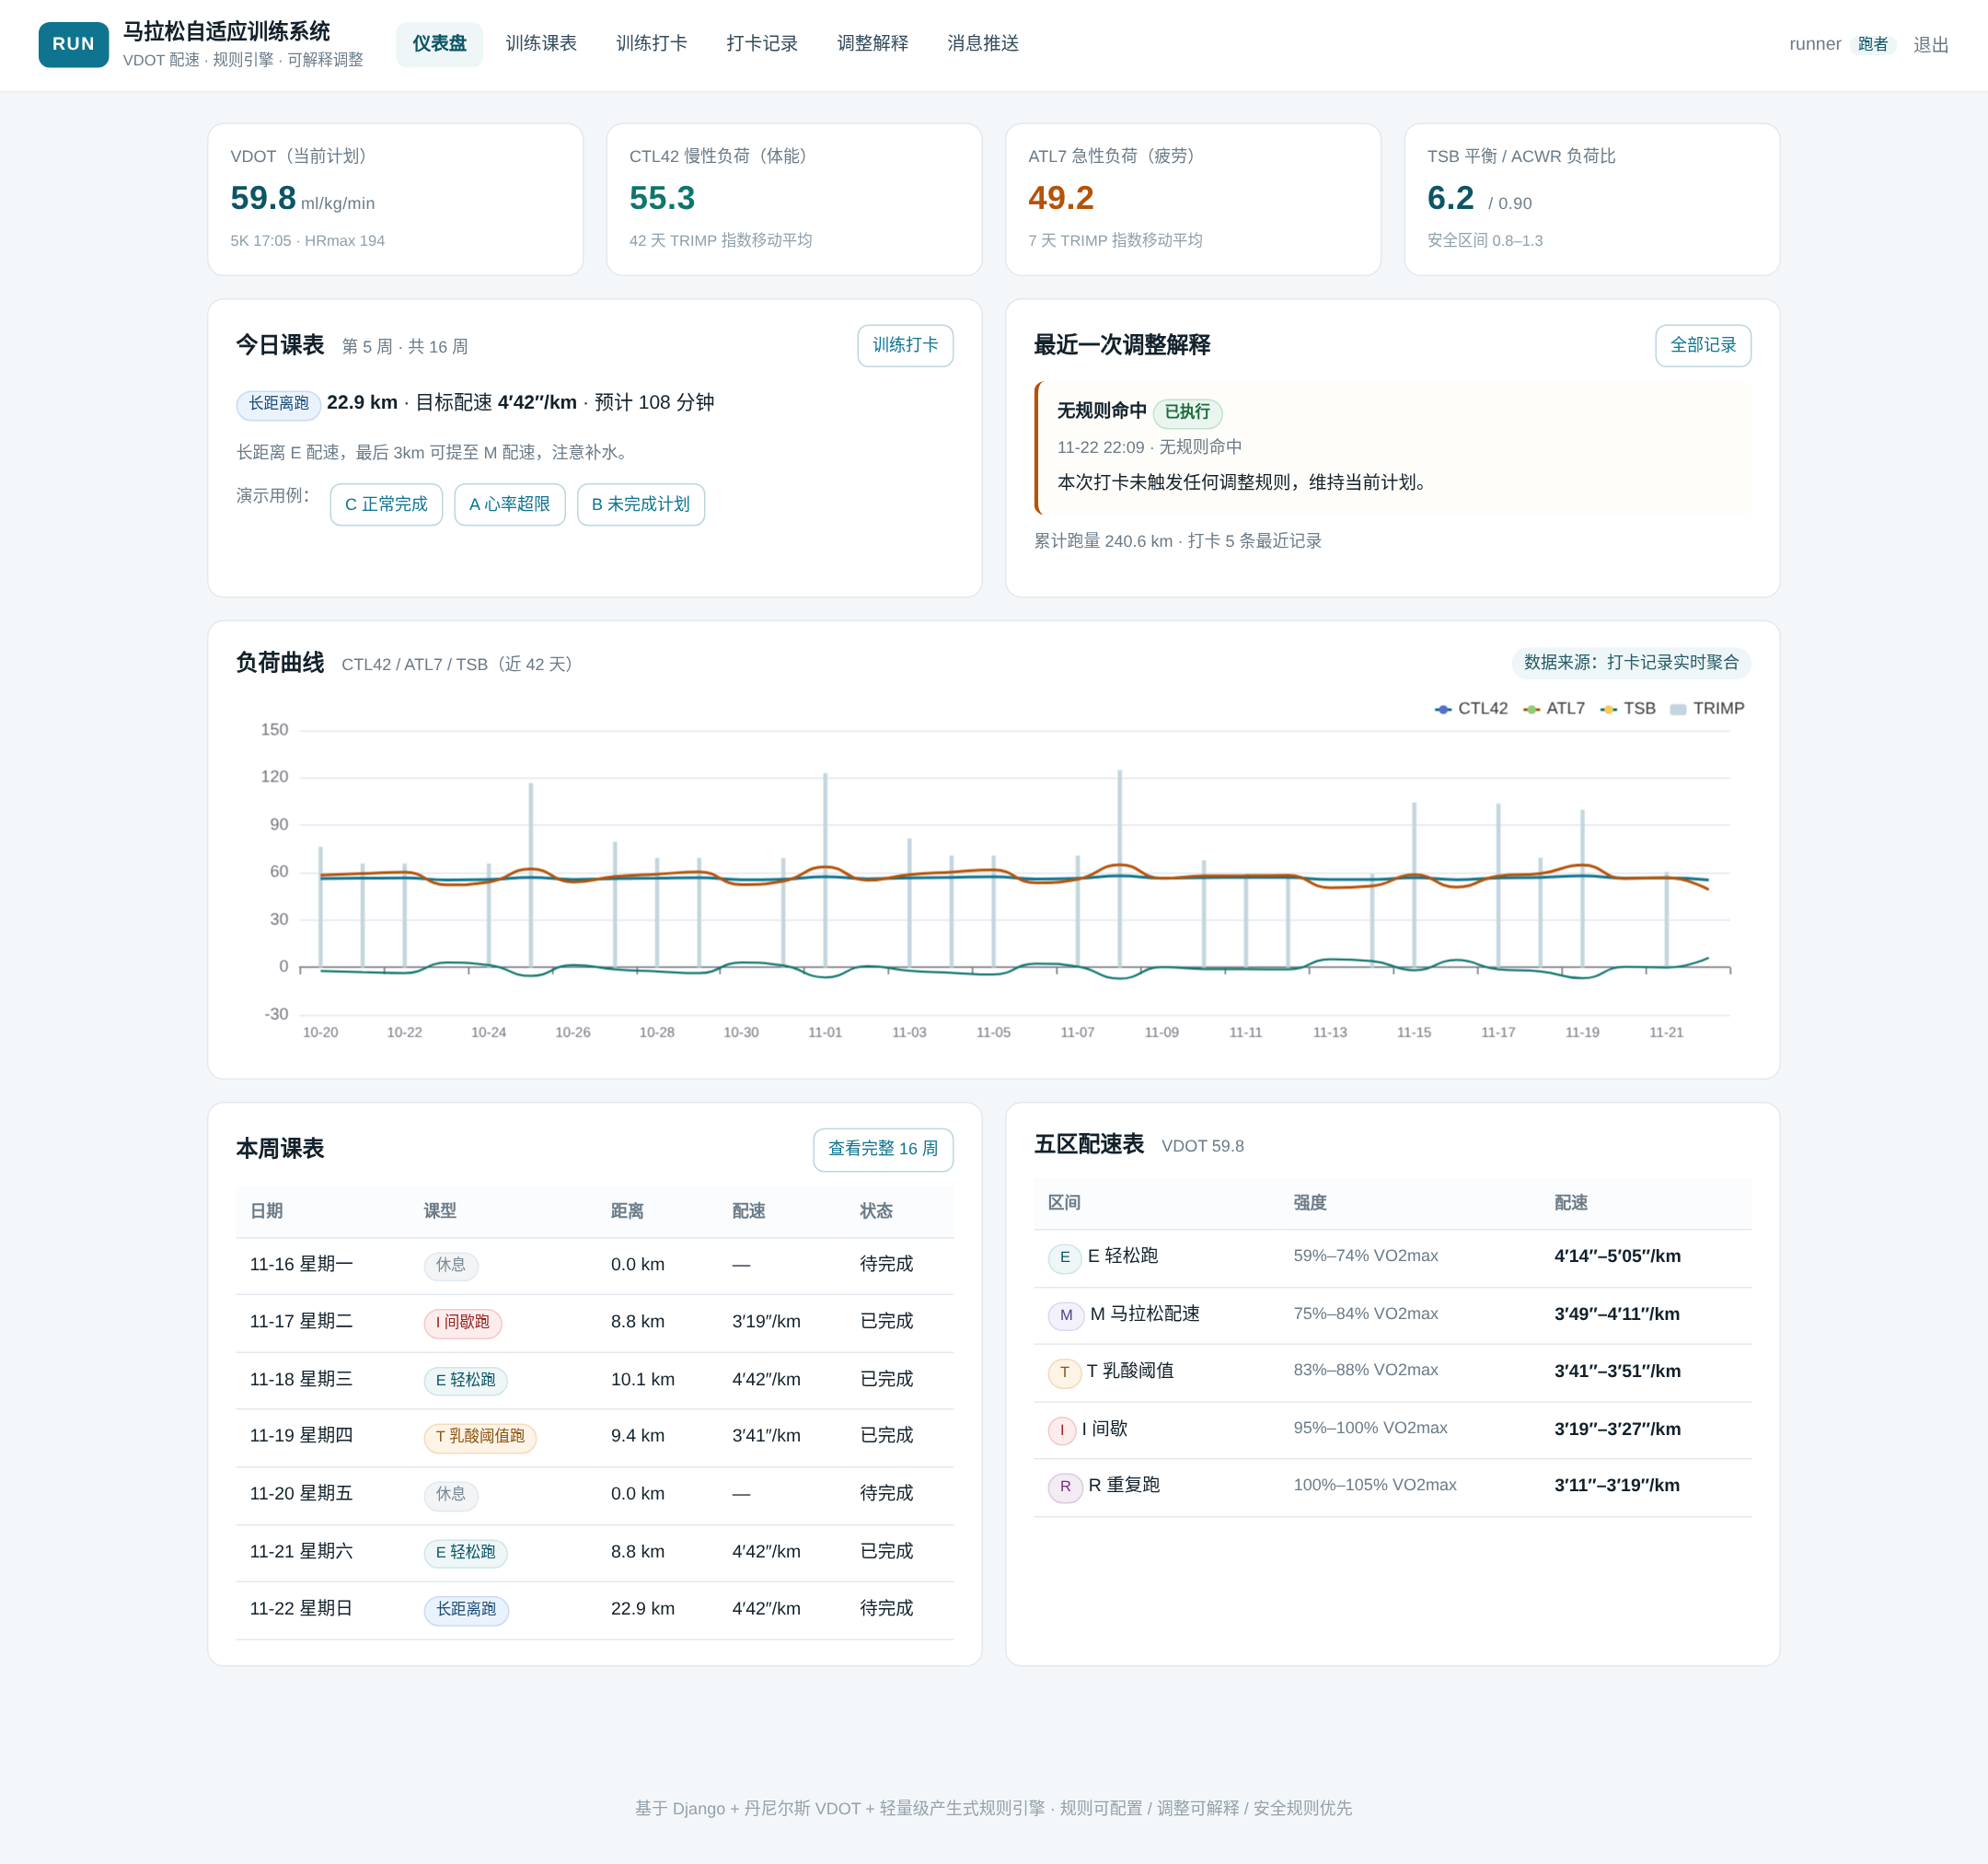 RUN
马拉松自适应训练系统
VDOT 配速 · 规则引擎 · 可解释调整
仪表盘 训练课表 训练打卡 打卡记录 调整解释 消息推送
runner 跑者 退出
VDOT（当前计划）
59.8 ml/kg/min
5K 17:05 · HRmax 194
CTL42 慢性负荷（体能）
55.3
42 天 TRIMP 指数移动平均
ATL7 急性负荷（疲劳）
49.2
7 天 TRIMP 指数移动平均
TSB 平衡 / ACWR 负荷比
6.2 / 0.90
安全区间 0.8–1.3
今日课表 第 5 周 · 共 16 周 训练打卡
长距离跑 22.9 km · 目标配速 4′42″/km · 预计 108 分钟
长距离 E 配速，最后 3km 可提至 M 配速，注意补水。
演示用例： C 正常完成 A 心率超限 B 未完成计划
最近一次调整解释 全部记录
无规则命中 已执行
11-22 22:09 · 无规则命中
本次打卡未触发任何调整规则，维持当前计划。
累计跑量 240.6 km · 打卡 5 条最近记录
负荷曲线 CTL42 / ATL7 / TSB（近 42 天） 数据来源：打卡记录实时聚合
CTL42 ATL7 TSB TRIMP
150
120
90
60
30
0
-30
10-20 10-22 10-24 10-26 10-28 10-30 11-01 11-03 11-05 11-07 11-09 11-11 11-13 11-15 11-17 11-19 11-21
本周课表 查看完整 16 周
日期 课型 距离 配速 状态
11-16 星期一 休息 0.0 km — 待完成
11-17 星期二 I 间歇跑 8.8 km 3′19″/km 已完成
11-18 星期三 E 轻松跑 10.1 km 4′42″/km 已完成
11-19 星期四 T 乳酸阈值跑 9.4 km 3′41″/km 已完成
11-20 星期五 休息 0.0 km — 待完成
11-21 星期六 E 轻松跑 8.8 km 4′42″/km 已完成
11-22 星期日 长距离跑 22.9 km 4′42″/km 待完成
五区配速表 VDOT 59.8
区间 强度 配速
E E 轻松跑 59%–74% VO2max 4′14″–5′05″/km
M M 马拉松配速 75%–84% VO2max 3′49″–4′11″/km
T T 乳酸阈值 83%–88% VO2max 3′41″–3′51″/km
I I 间歇 95%–100% VO2max 3′19″–3′27″/km
R R 重复跑 100%–105% VO2max 3′11″–3′19″/km
基于 Django + 丹尼尔斯 VDOT + 轻量级产生式规则引擎 · 规则可配置 / 调整可解释 / 安全规则优先